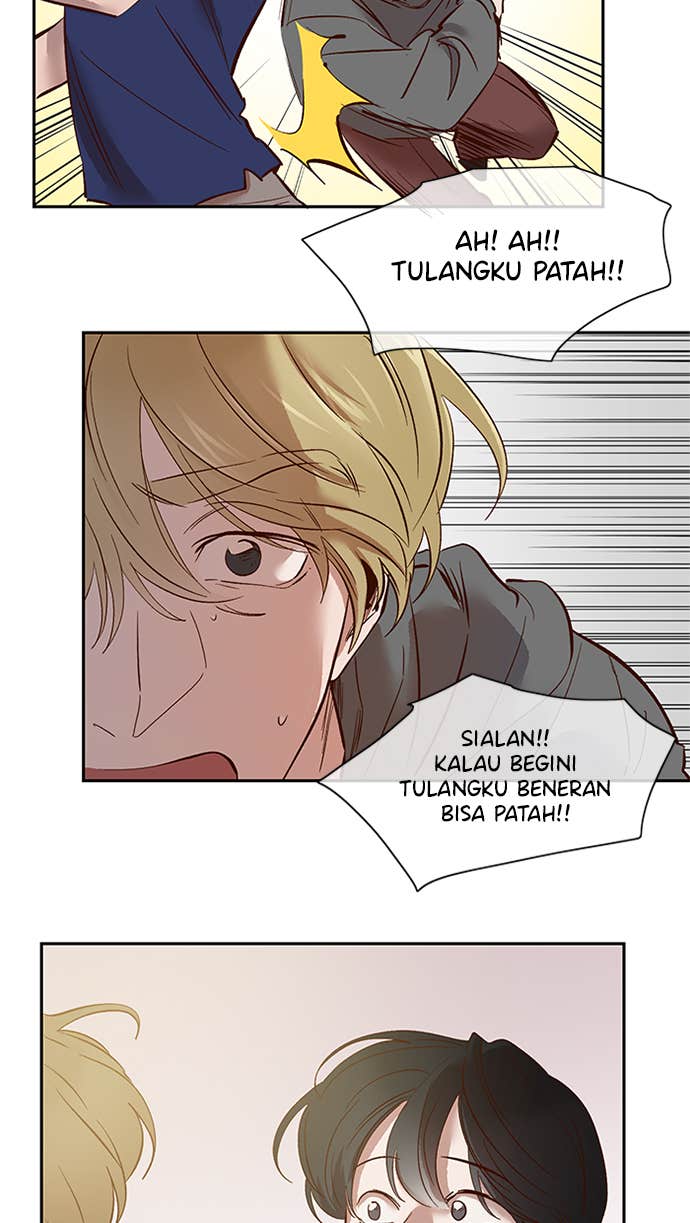 AH! AH!!
TULANGKU PATAH!!
SIALAN!!
KALAU BEGINI
TULANGKU BENERAN
BISA PATAH!!